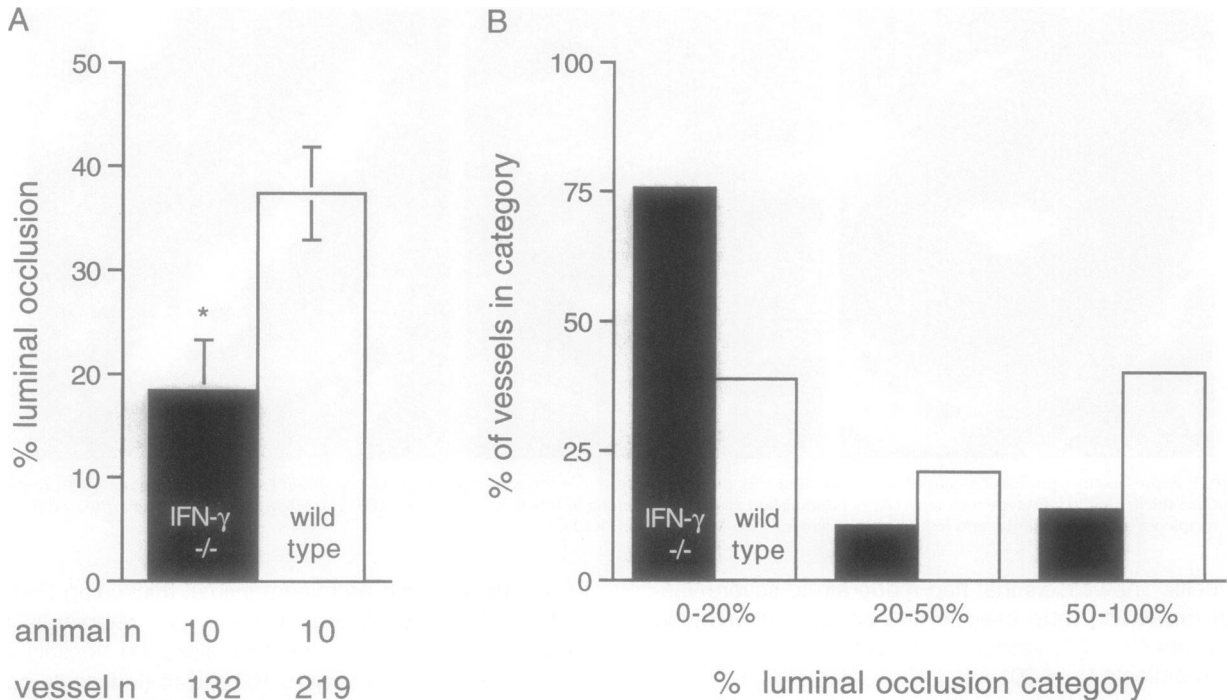 A
B
% luminal occlusion
50
40
30
20
10
0
*
IFN-γ
-/-
wild
type
animal n 10 10
vessel n 132 219
% of vessels in category
100
75
50
25
0
IFN-γ
-/-
wild
type
0-20% 20-50% 50-100%
% luminal occlusion category